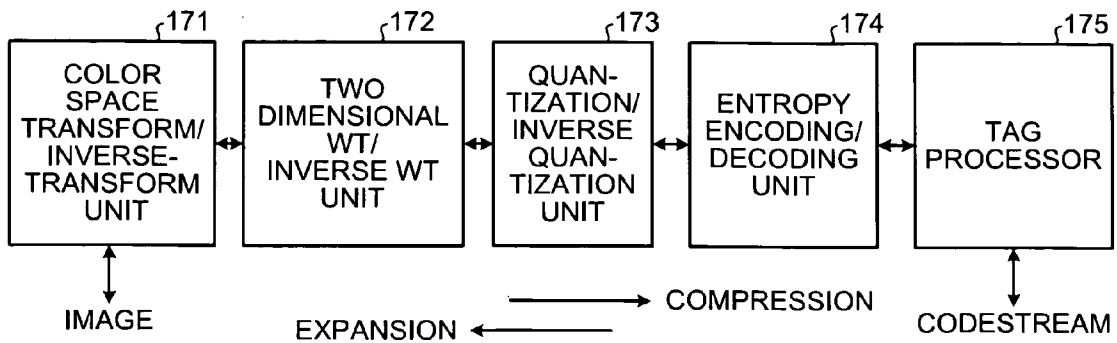 171
172
173
174
175
COLOR
SPACE
TRANSFORM/
INVERSE-
TRANSFORM
UNIT
TWO
DIMENSIONAL
WT/
INVERSE WT
UNIT
QUAN-
TIZATION/
INVERSE
QUAN-
TIZATION
UNIT
ENTROPY
ENCODING/
DECODING
UNIT
TAG
PROCESSOR
IMAGE
COMPRESSION
EXPANSION
CODESTREAM